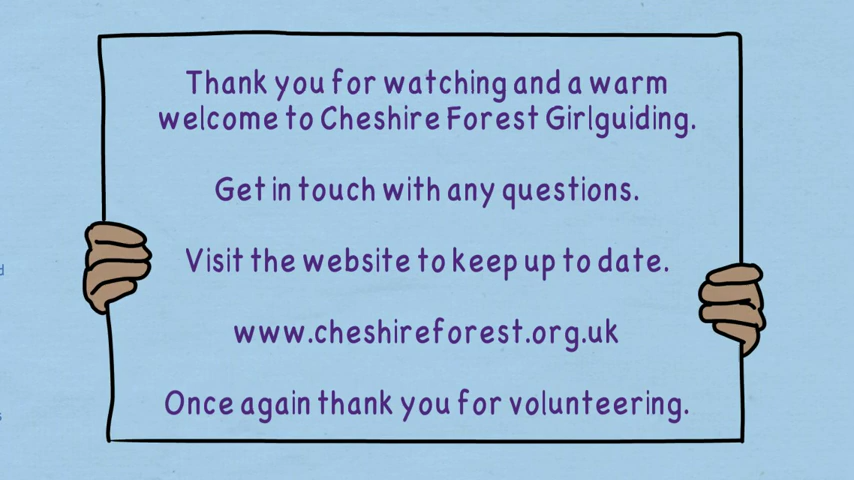 Thank you for watching and a warm
welcome to Cheshire Forest Girlguiding.
Get in touch with any questions.
Visit the website to keep up to date.
www.cheshireforest.org.uk
Once again thank you for volunteering.